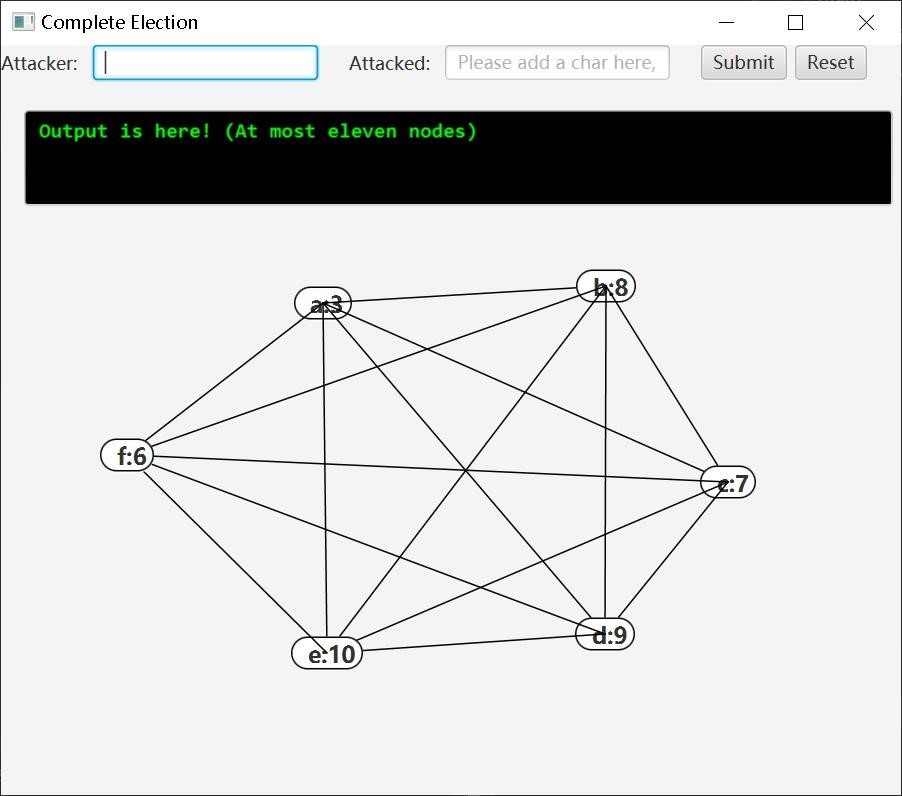 Complete Election
Attacker:
Attacked: Please add a char here,
Submit
Reset
Output is here! (At most eleven nodes)
a:3
b:8
f:6
c:7
d:9
e:10